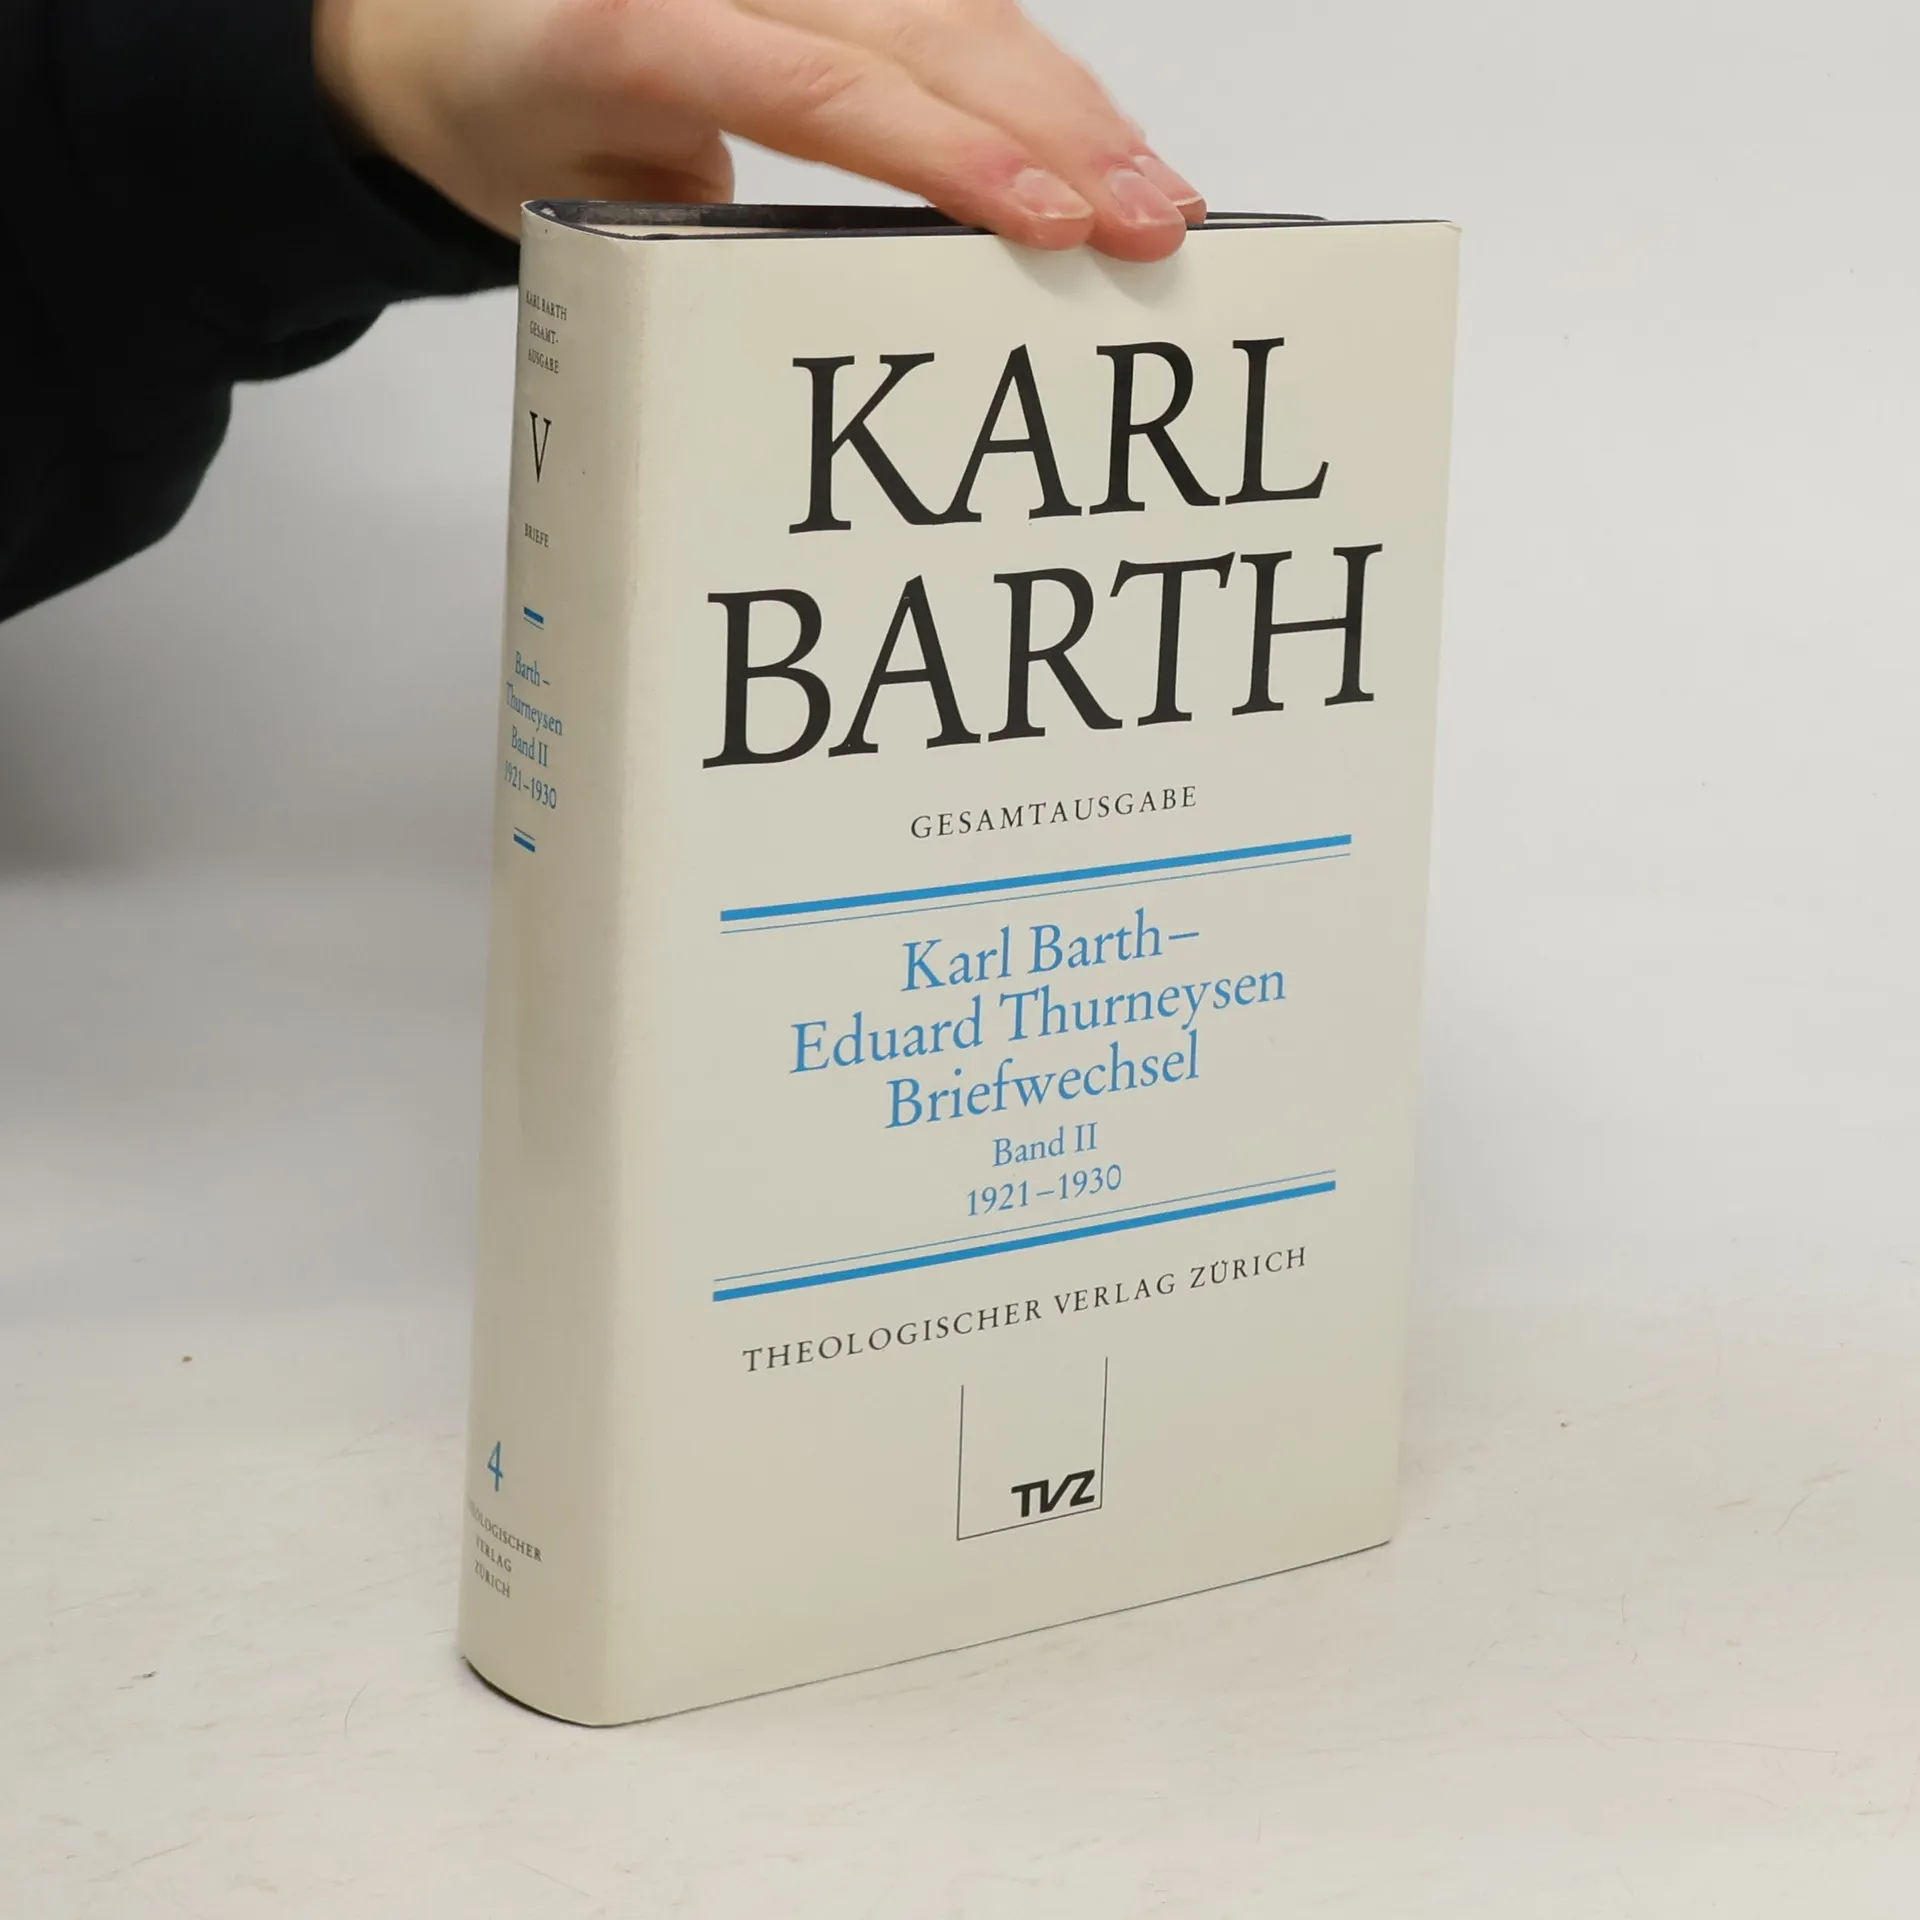 KARL BARTH
GESAMT-
AUSGABE
V
BRIEFE
Barth–
Thurneysen
Band II
1921–1930
4
THEOLOGISCHER
VERLAG
ZÜRICH
KARL
BARTH
GESAMTAUSGABE
Karl Barth–
Eduard Thurneysen
Briefwechsel
Band II
1921–1930
THEOLOGISCHER VERLAG ZÜRICH
TVZ